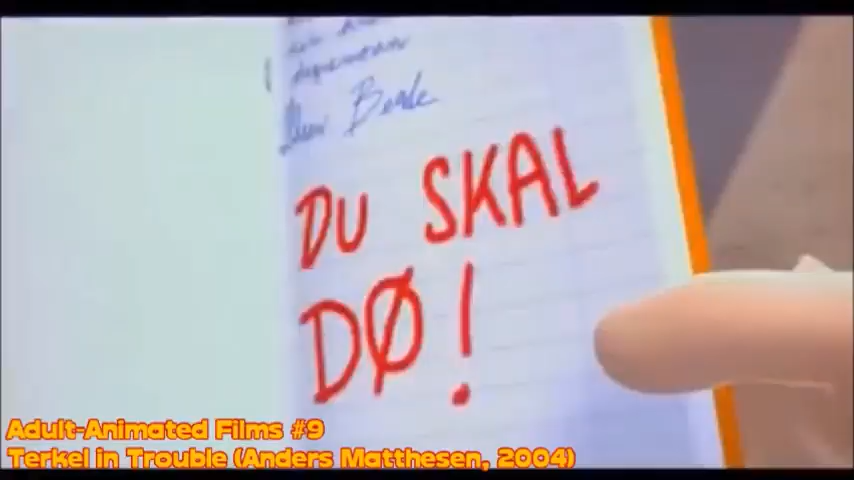 DU SKAL
DØ!
Adult-Animated Films #9
Terkel in Trouble (Anders Matthesen, 2004)